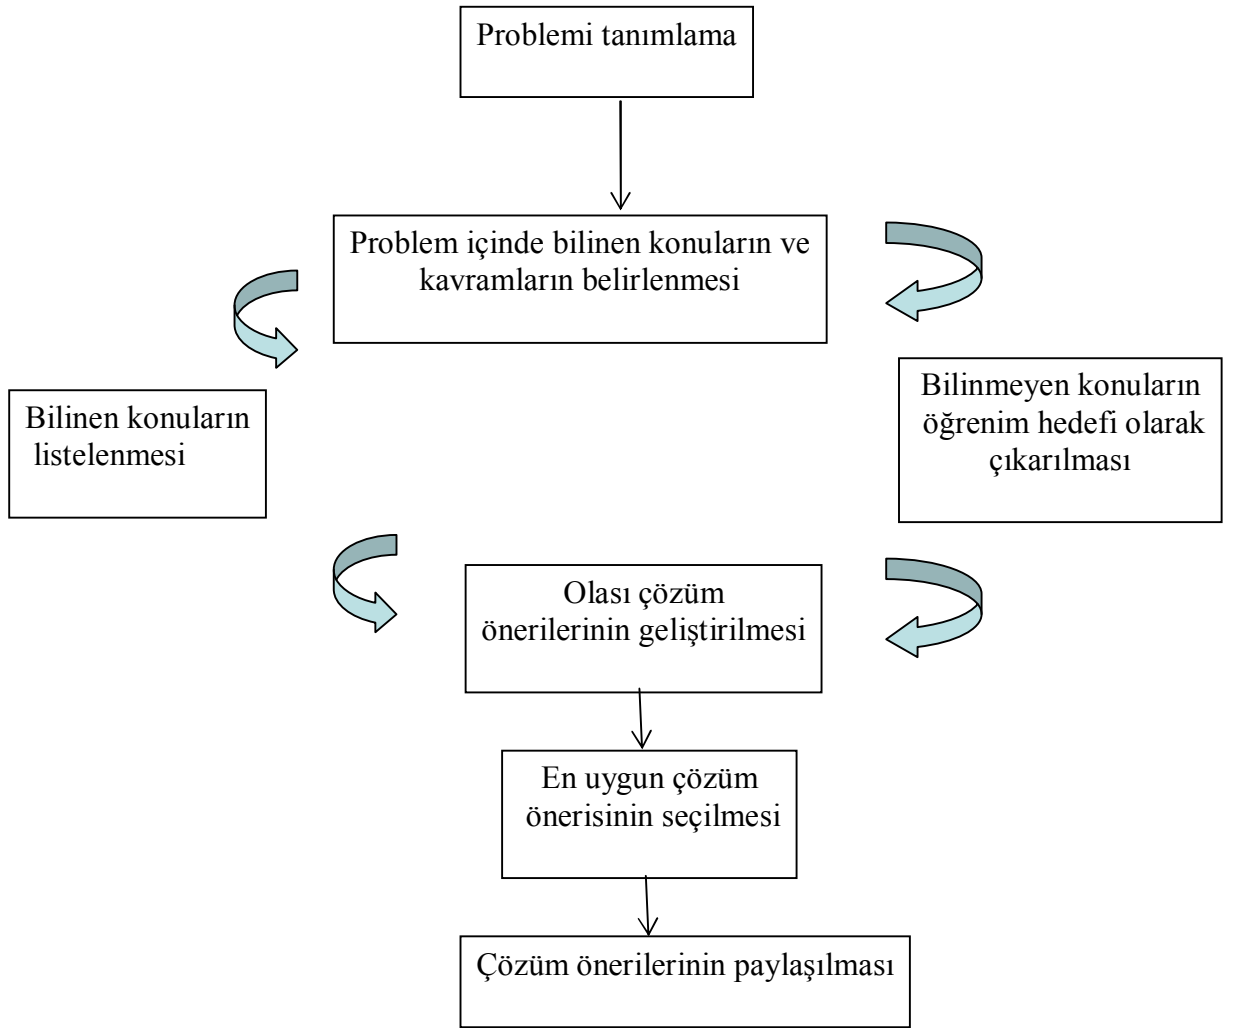 Problemi tanımlama
Problem içinde bilinen konuların ve
kavramların belirlenmesi
Bilinen konuların
listelenmesi
Bilinmeyen konuların
öğrenim hedefi olarak
çıkarılması
Olası çözüm
önerilerinin geliştirilmesi
En uygun çözüm
önerisinin seçilmesi
Çözüm önerilerinin paylaşılması